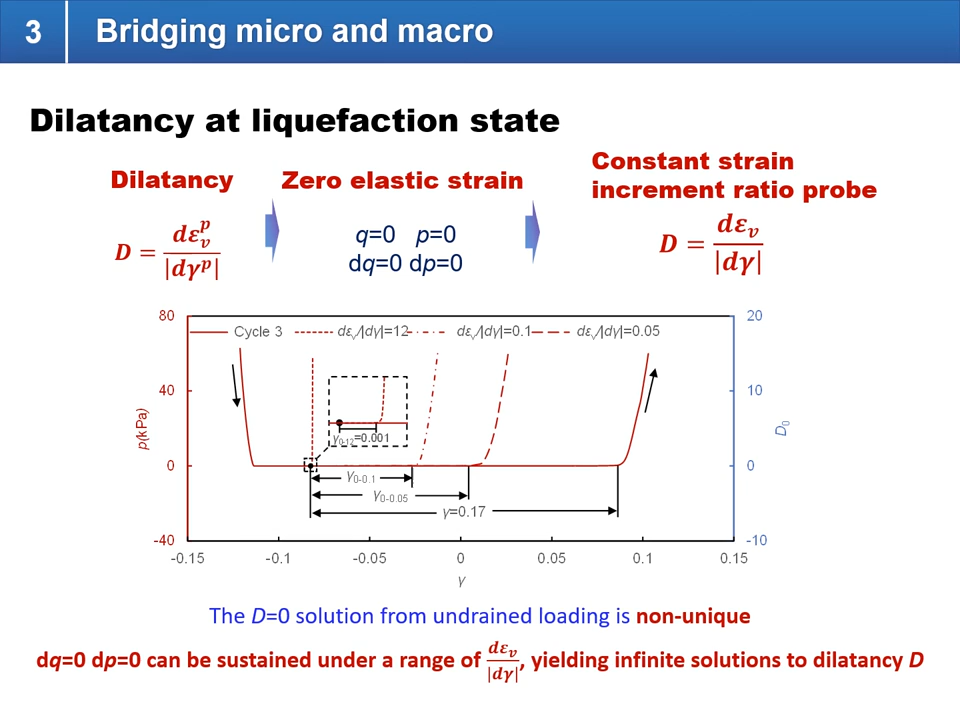 3 Bridging micro and macro
Dilatancy at liquefaction state
Dilatancy
Zero elastic strain
Constant strain
increment ratio probe
D = dεᵥᵖ / |dγᵖ|
q=0 p=0
dq=0 dp=0
D = dεᵥ / |dγ|
80
40
0
-40
p(kPa)
Cycle 3
dεᵥ/|dγ|=12
dεᵥ/|dγ|=0.1
dεᵥ/|dγ|=0.05
γ₀₋₁₂=0.001
γ₀₋₀.₁
γ₀₋₀.₀₅
γ=0.17
20
10
0
-10
D₀
-0.15 -0.1 -0.05 0 0.05 0.1 0.15
γ
The D=0 solution from undrained loading is non-unique
dq=0 dp=0 can be sustained under a range of dεᵥ/|dγ|, yielding infinite solutions to dilatancy D